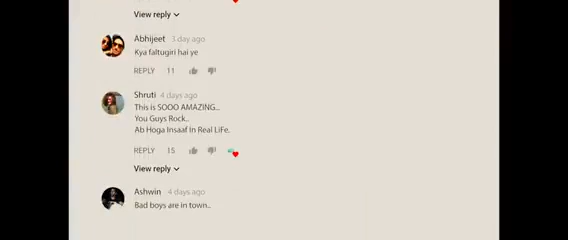 View reply
Abhijeet 1 day ago
Kya faltugiri hai ye
REPLY 11
Shruti 4 days ago
This is SOOO AMAZING...
You Guys Rock..
Ab Hoga Insaaf In Real LiFe.
REPLY 15
View reply
Ashwin 4 days ago
Bad boys are in town..